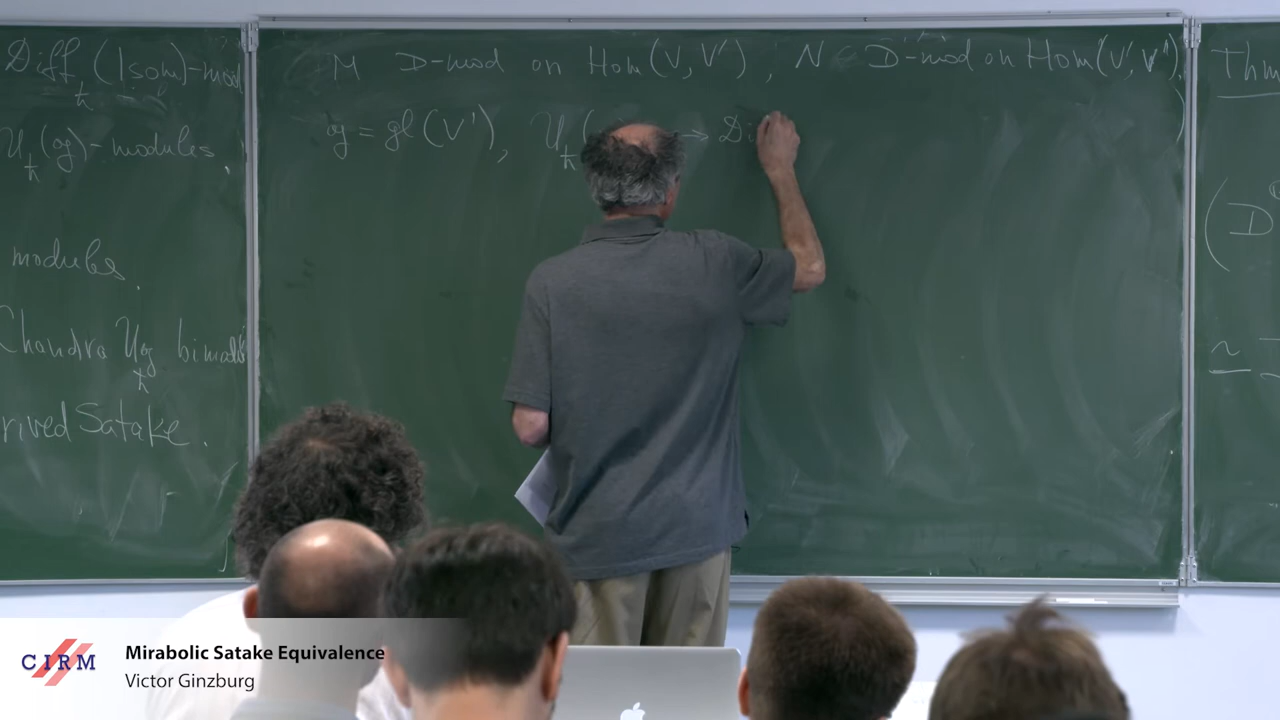 Diff_ħ (Isom)-mod
U_ħ(𝔤)-modules.
modules.
Chandra U_ħ𝔤 bimod
rived Satake.
M D-mod on Hom(V,V'), N D-mod on Hom(V',V'').
𝔤 = gl(V'), U_ħ( → Di
Thm
( D
~
CIRM
Mirabolic Satake Equivalence
Victor Ginzburg